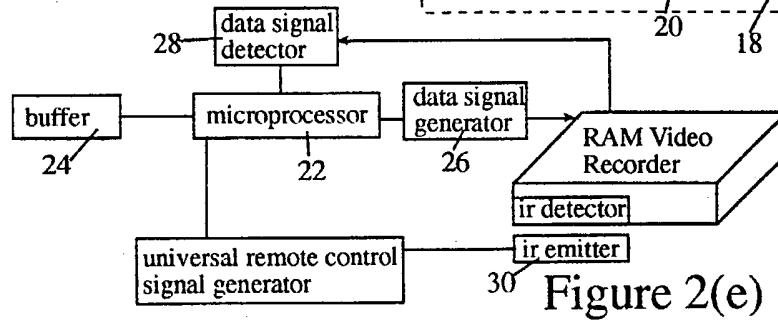 data signal
detector
28
20
18
buffer
24
microprocessor
22
data signal
generator
26
RAM Video
Recorder
ir detector
universal remote control
signal generator
ir emitter
30
Figure 2(e)